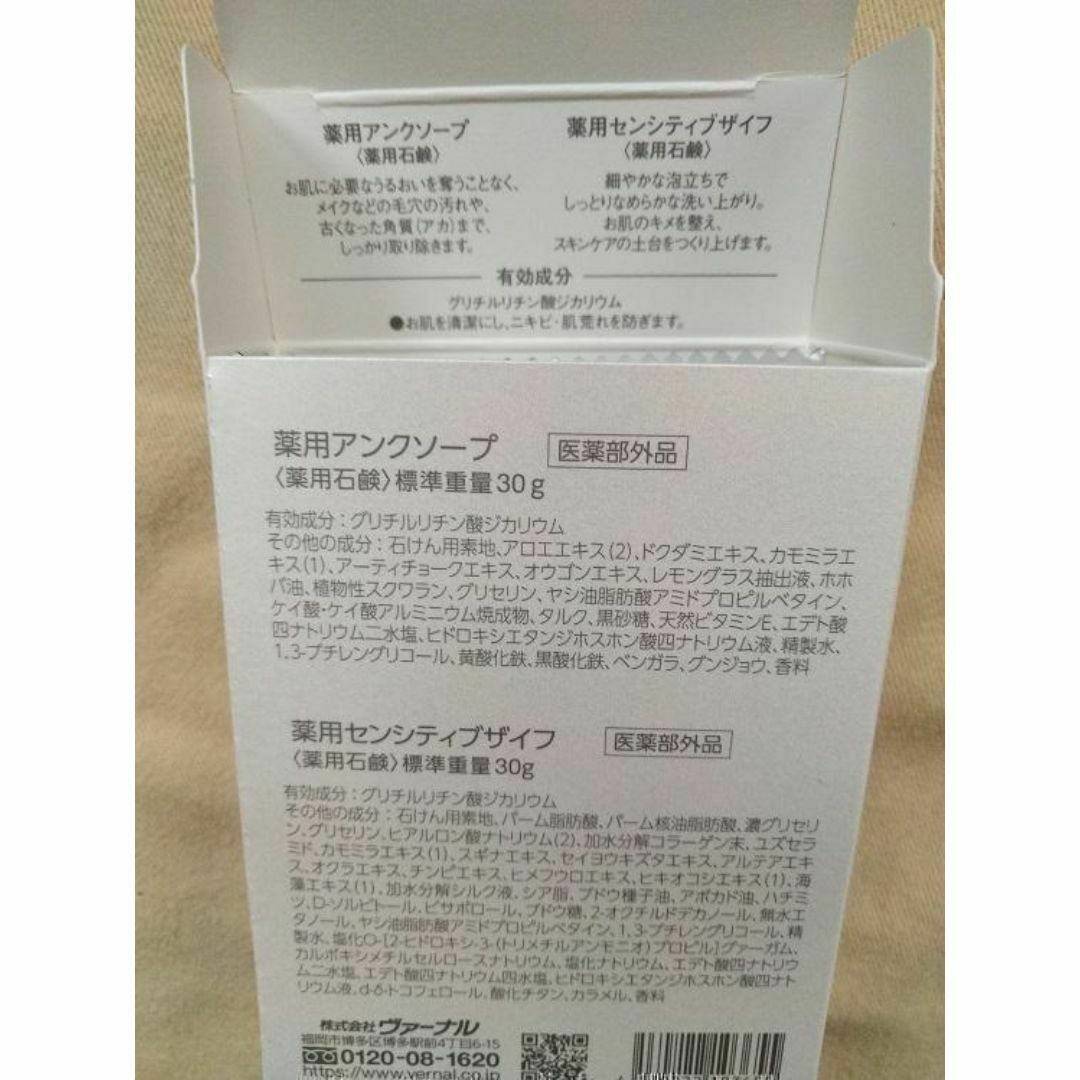 薬用アンクソープ
〈薬用石鹸〉
お肌に必要なうるおいを奪うことなく、
メイクなどの毛穴の汚れや、
古くなった角質(アカ)まで、
しっかり取り除きます。
薬用センシティブザイフ
〈薬用石鹸〉
細やかな泡立ちで
しっとりなめらかな洗い上がり。
お肌のキメを整え、
スキンケアの土台をつくり上げます。
有効成分
グリチルリチン酸ジカリウム
●お肌を清潔にし、ニキビ・肌荒れを防ぎます。
薬用アンクソープ 医薬部外品
〈薬用石鹸〉標準重量30g
有効成分：グリチルリチン酸ジカリウム
その他の成分：石けん用素地、アロエエキス(2)、ドクダミエキス、カモミラエ
キス(1)、アーティチョークエキス、オウゴンエキス、レモングラス抽出液、ホホ
バ油、植物性スクワラン、グリセリン、ヤシ油脂肪酸アミドプロピルベタイン、
ケイ酸・ケイ酸アルミニウム焼成物、タルク、黒砂糖、天然ビタミンE、エデト酸
四ナトリウム二水塩、ヒドロキシエタンジホスホン酸四ナトリウム液、精製水、
1,3-ブチレングリコール、黄酸化鉄、黒酸化鉄、ベンガラ、グンジョウ、香料
薬用センシティブザイフ 医薬部外品
〈薬用石鹸〉標準重量30g
有効成分：グリチルリチン酸ジカリウム
その他の成分：石けん用素地、パーム脂肪酸、パーム核油脂肪酸、濃グリセリ
ン、グリセリン、ヒアルロン酸ナトリウム(2)、加水分解コラーゲン末、ユズセラ
ミド、カモミラエキス(1)、スギナエキス、セイヨウキズタエキス、アルテアエキ
ス、オクラエキス、チンピエキス、ヒメフウロエキス、ヒキオコシエキス(1)、海
藻エキス(1)、加水分解シルク液、シア脂、ブドウ種子油、アボカド油、ハチミ
ツ、D-ソルビトール、ビサボロール、ブドウ糖、2-オクチルドデカノール、無水エ
タノール、ヤシ油脂肪酸アミドプロピルベタイン、1,3-ブチレングリコール、精
製水、塩化O-[2-ヒドロキシ-3-(トリメチルアンモニオ)プロピル]グァーガム、
カルボキシメチルセルロースナトリウム、塩化ナトリウム、エデト酸四ナトリウ
ム二水塩、エデト酸四ナトリウム四水塩、ヒドロキシエタンジホスホン酸四ナト
リウム液、d-δ-トコフェロール、酸化チタン、カラメル、香料
株式会社 ヴァーナル
福岡市博多区博多駅前4丁目6-15
0120-08-1620
https://www.vernal.co.jp